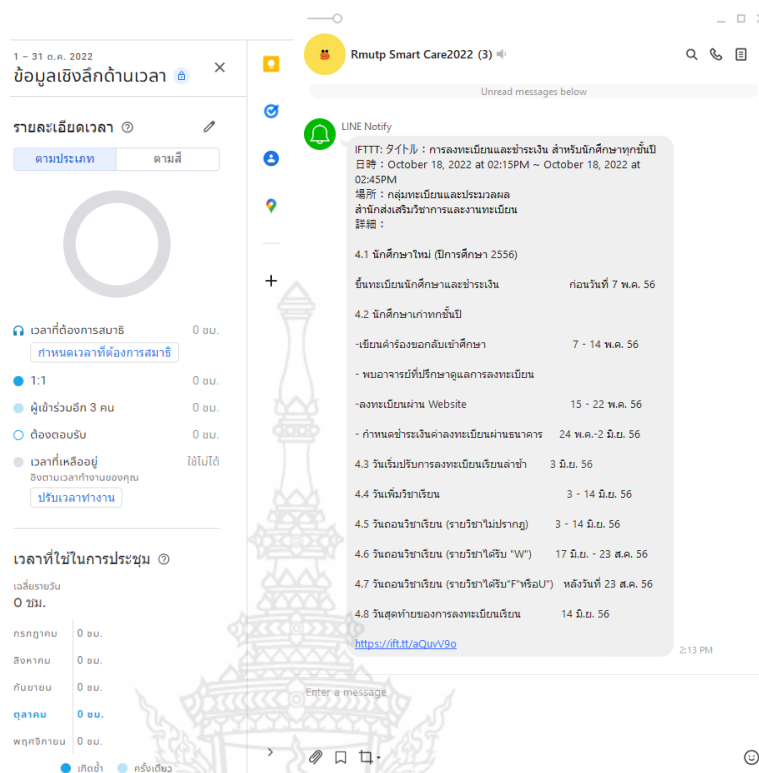 1 – 31 ต.ค. 2022
ข้อมูลเชิงลึกด้านเวลา
รายละเอียดเวลา
ตามประเภท
ตามสี
เวลาที่ต้องการสมาธิ 0 ชม.
กำหนดเวลาที่ต้องการสมาธิ
1:1 0 ชม.
ผู้เข้าร่วมอีก 3 คน 0 ชม.
ต้องตอบรับ 0 ชม.
เวลาที่เหลืออยู่ ใช้ไม่ได้
อิงตามเวลาทำงานของคุณ
ปรับเวลาทำงาน
เวลาที่ใช้ในการประชุม
เฉลี่ยรายวัน
0 ชม.
กรกฎาคม 0 ชม.
สิงหาคม 0 ชม.
กันยายน 0 ชม.
ตุลาคม 0 ชม.
พฤศจิกายน 0 ชม.
เกิดซ้ำ ครั้งเดียว
Rmutp Smart Care2022 (3)
Unread messages below
LINE Notify
IFTTT: タイトル：การลงทะเบียนและชำระเงิน สำหรับนักศึกษาทุกชั้นปี
日時：October 18, 2022 at 02:15PM ~ October 18, 2022 at
02:45PM
場所：กลุ่มทะเบียนและประมวลผล
สำนักส่งเสริมวิชาการและงานทะเบียน
詳細：
4.1 นักศึกษาใหม่ (ปีการศึกษา 2556)
ขึ้นทะเบียนนักศึกษาและชำระเงิน ก่อนวันที่ 7 พ.ค. 56
4.2 นักศึกษาเก่าทุกชั้นปี
-เขียนคำร้องขอกลับเข้าศึกษา 7 - 14 พ.ค. 56
- พบอาจารย์ที่ปรึกษาดูแลการลงทะเบียน
-ลงทะเบียนผ่าน Website 15 - 22 พ.ค. 56
- กำหนดชำระเงินค่าลงทะเบียนผ่านธนาคาร 24 พ.ค.-2 มิ.ย. 56
4.3 วันเริ่มปรับการลงทะเบียนเรียนล่าช้า 3 มิ.ย. 56
4.4 วันเพิ่มวิชาเรียน 3 - 14 มิ.ย. 56
4.5 วันถอนวิชาเรียน (รายวิชาไม่ปรากฏ) 3 - 14 มิ.ย. 56
4.6 วันถอนวิชาเรียน (รายวิชาได้รับ "W") 17 มิ.ย. - 23 ส.ค. 56
4.7 วันถอนวิชาเรียน (รายวิชาได้รับ"F"หรือU") หลังวันที่ 23 ส.ค. 56
4.8 วันสุดท้ายของการลงทะเบียนเรียน 14 มิ.ย. 56
https://ift.tt/aQuvV9o
2:13 PM
Enter a message